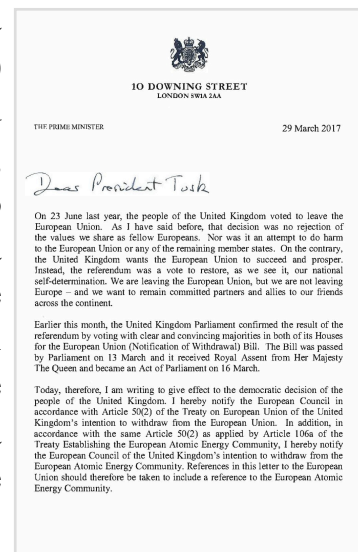 10 DOWNING STREET
LONDON SW1A 2AA
THE PRIME MINISTER
29 March 2017
Dear President Tusk
On 23 June last year, the people of the United Kingdom voted to leave the
European Union. As I have said before, that decision was no rejection of
the values we share as fellow Europeans. Nor was it an attempt to do harm
to the European Union or any of the remaining member states. On the contrary,
the United Kingdom wants the European Union to succeed and prosper.
Instead, the referendum was a vote to restore, as we see it, our national
self-determination. We are leaving the European Union, but we are not leaving
Europe – and we want to remain committed partners and allies to our friends
across the continent.
Earlier this month, the United Kingdom Parliament confirmed the result of the
referendum by voting with clear and convincing majorities in both of its Houses
for the European Union (Notification of Withdrawal) Bill. The Bill was passed
by Parliament on 13 March and it received Royal Assent from Her Majesty
The Queen and became an Act of Parliament on 16 March.
Today, therefore, I am writing to give effect to the democratic decision of the
people of the United Kingdom. I hereby notify the European Council in
accordance with Article 50(2) of the Treaty on European Union of the United
Kingdom's intention to withdraw from the European Union. In addition, in
accordance with the same Article 50(2) as applied by Article 106a of the
Treaty Establishing the European Atomic Energy Community, I hereby notify
the European Council of the United Kingdom's intention to withdraw from the
European Atomic Energy Community. References in this letter to the European
Union should therefore be taken to include a reference to the European Atomic
Energy Community.